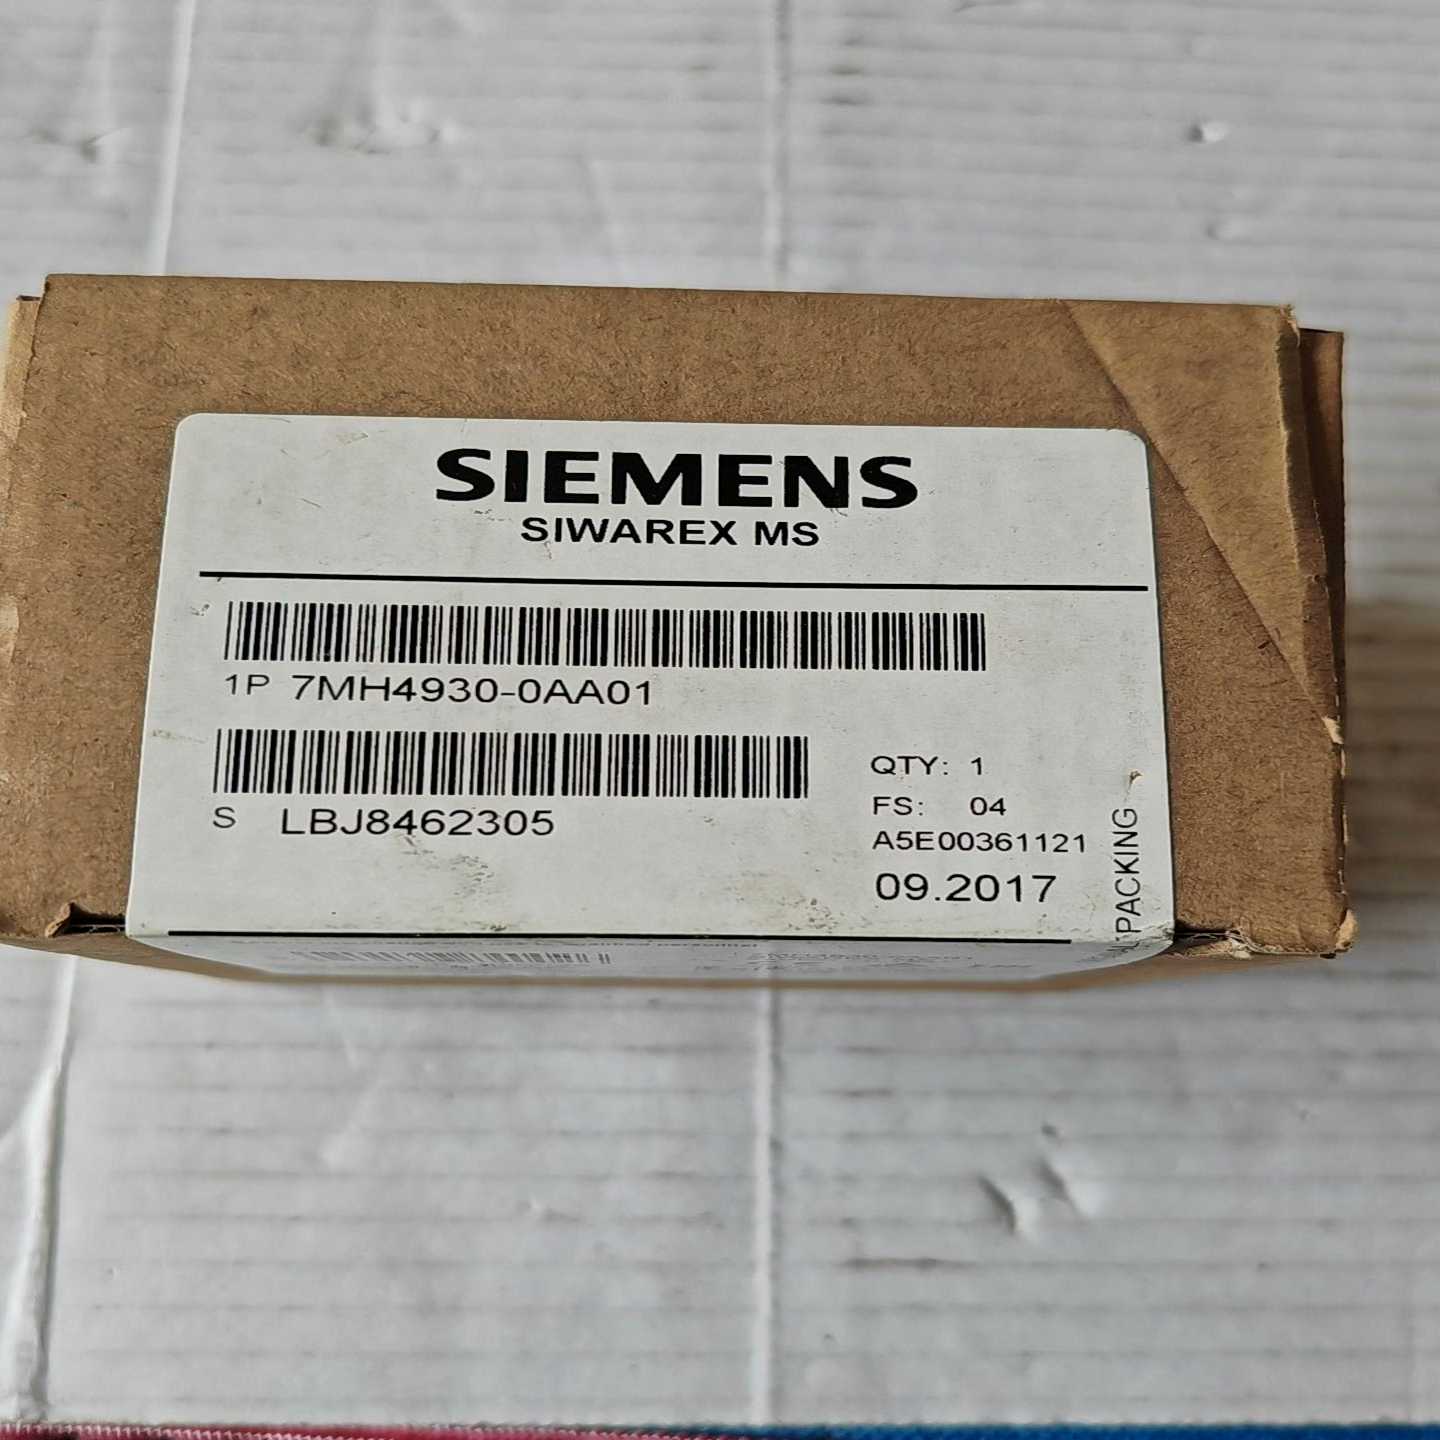 SIEMENS
SIWAREX MS
1P 7MH4930-0AA01
S LBJ8462305
QTY: 1
FS: 04
A5E00361121
09.2017
PACKING